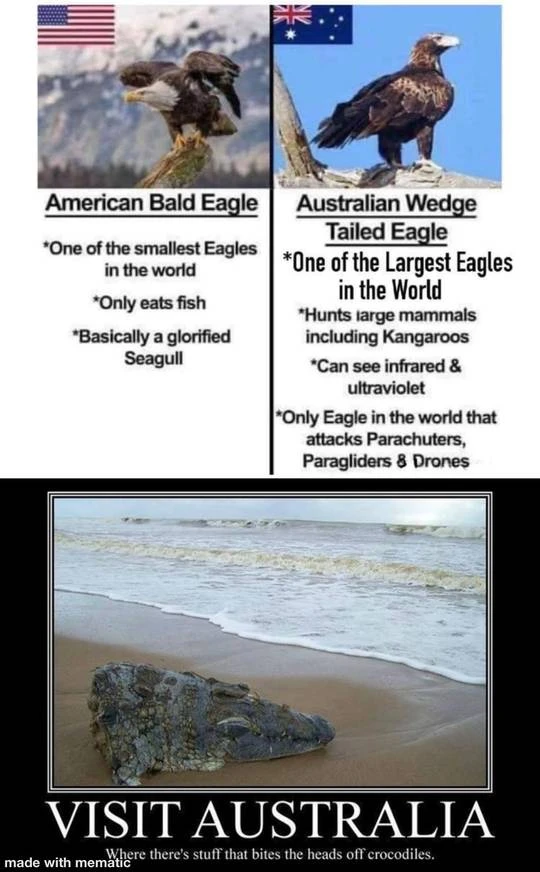 American Bald Eagle
*One of the smallest Eagles
in the world
*Only eats fish
*Basically a glorified
Seagull
Australian Wedge
Tailed Eagle
*One of the Largest Eagles
in the World
*Hunts large mammals
including Kangaroos
*Can see infrared &
ultraviolet
*Only Eagle in the world that
attacks Parachuters,
Paragliders & Drones
VISIT AUSTRALIA
Where there's stuff that bites the heads off crocodiles.
made with mematic